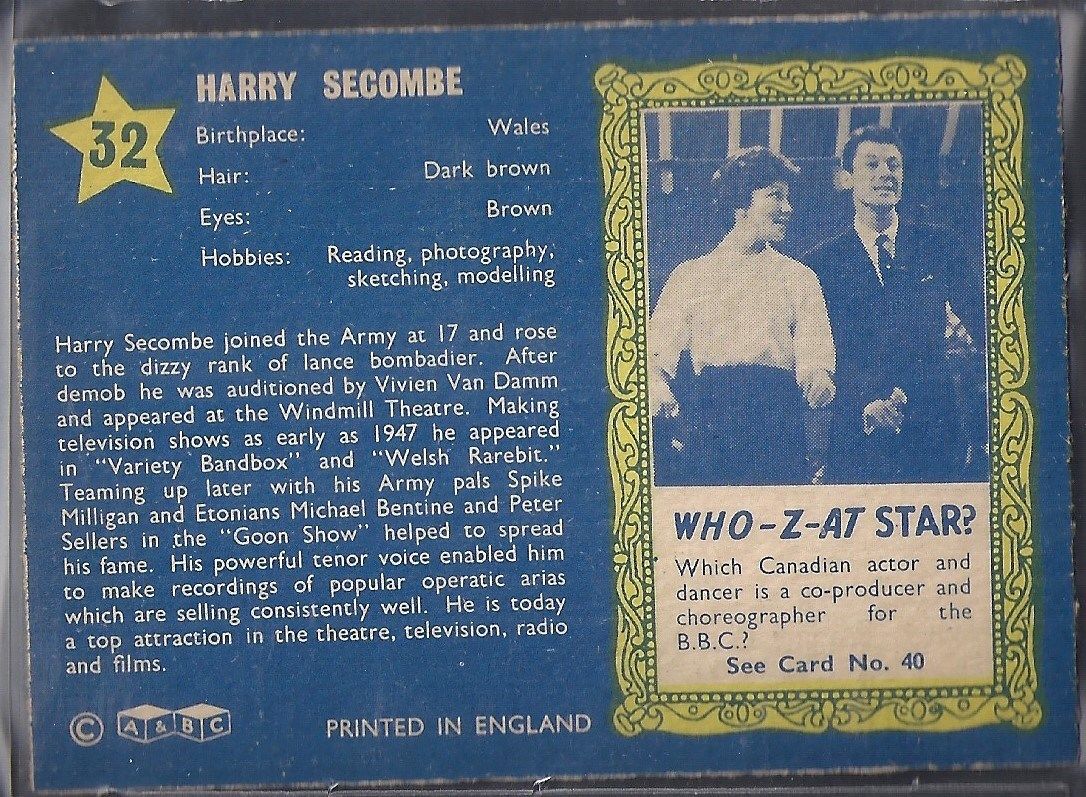 32
HARRY SECOMBE
Birthplace: Wales
Hair: Dark brown
Eyes: Brown
Hobbies: Reading, photography,
sketching, modelling
Harry Secombe joined the Army at 17 and rose
to the dizzy rank of lance bombadier. After
demob he was auditioned by Vivien Van Damm
and appeared at the Windmill Theatre. Making
television shows as early as 1947 he appeared
in "Variety Bandbox" and "Welsh Rarebit."
Teaming up later with his Army pals Spike
Milligan and Etonians Michael Bentine and Peter
Sellers in the "Goon Show" helped to spread
his fame. His powerful tenor voice enabled him
to make recordings of popular operatic arias
which are selling consistently well. He is today
a top attraction in the theatre, television, radio
and films.
© A & B C
PRINTED IN ENGLAND
WHO-Z-AT STAR?
Which Canadian actor and
dancer is a co-producer and
choreographer for the
B.B.C.?
See Card No. 40